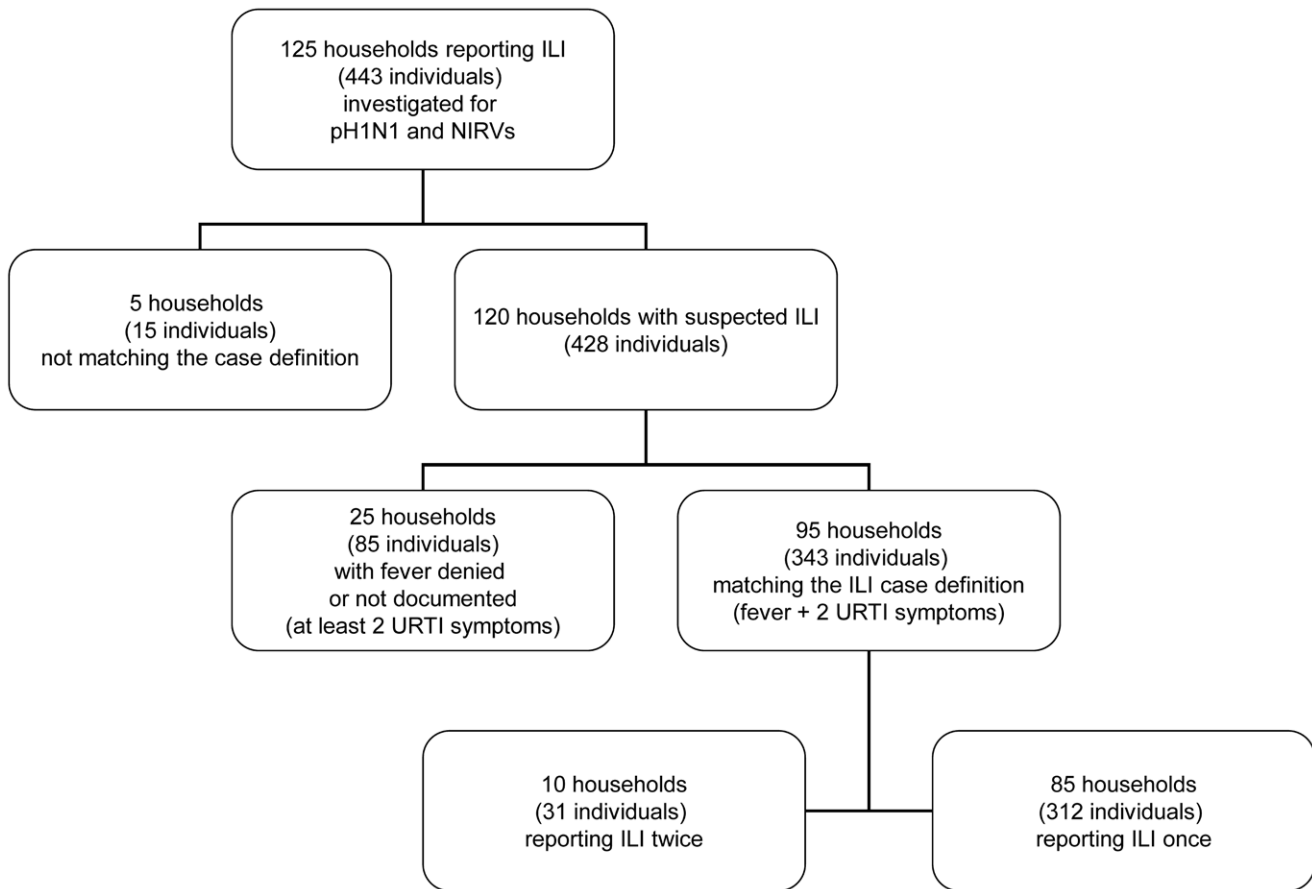 125 households reporting ILI
(443 individuals)
investigated for
pH1N1 and NIRVs
5 households
(15 individuals)
not matching the case definition
120 households with suspected ILI
(428 individuals)
25 households
(85 individuals)
with fever denied
or not documented
(at least 2 URTI symptoms)
95 households
(343 individuals)
matching the ILI case definition
(fever + 2 URTI symptoms)
10 households
(31 individuals)
reporting ILI twice
85 households
(312 individuals)
reporting ILI once